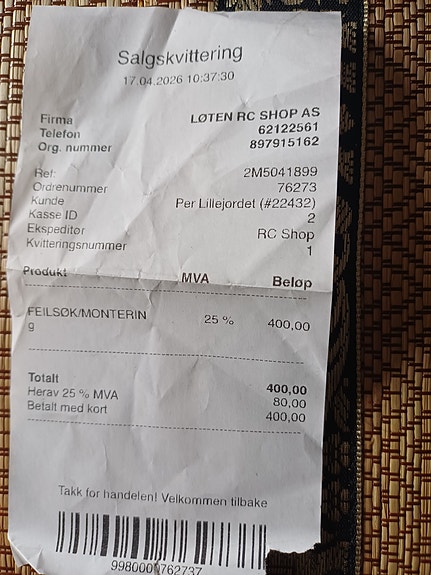 Salgskvittering
17.04.2026 10:37:30
Firma LØTEN RC SHOP AS
Telefon 62122561
Org. nummer 897915162
Ref: 2M5041899
Ordrenummer 76273
Kunde Per Lillejordet (#22432)
Kasse ID 2
Ekspeditør RC Shop
Kvitteringsnummer 1
Produkt MVA Beløp
FEILSØK/MONTERIN 25 % 400,00
g
Totalt 400,00
Herav 25 % MVA 80,00
Betalt med kort 400,00
Takk for handelen! Velkommen tilbake
9980000762737